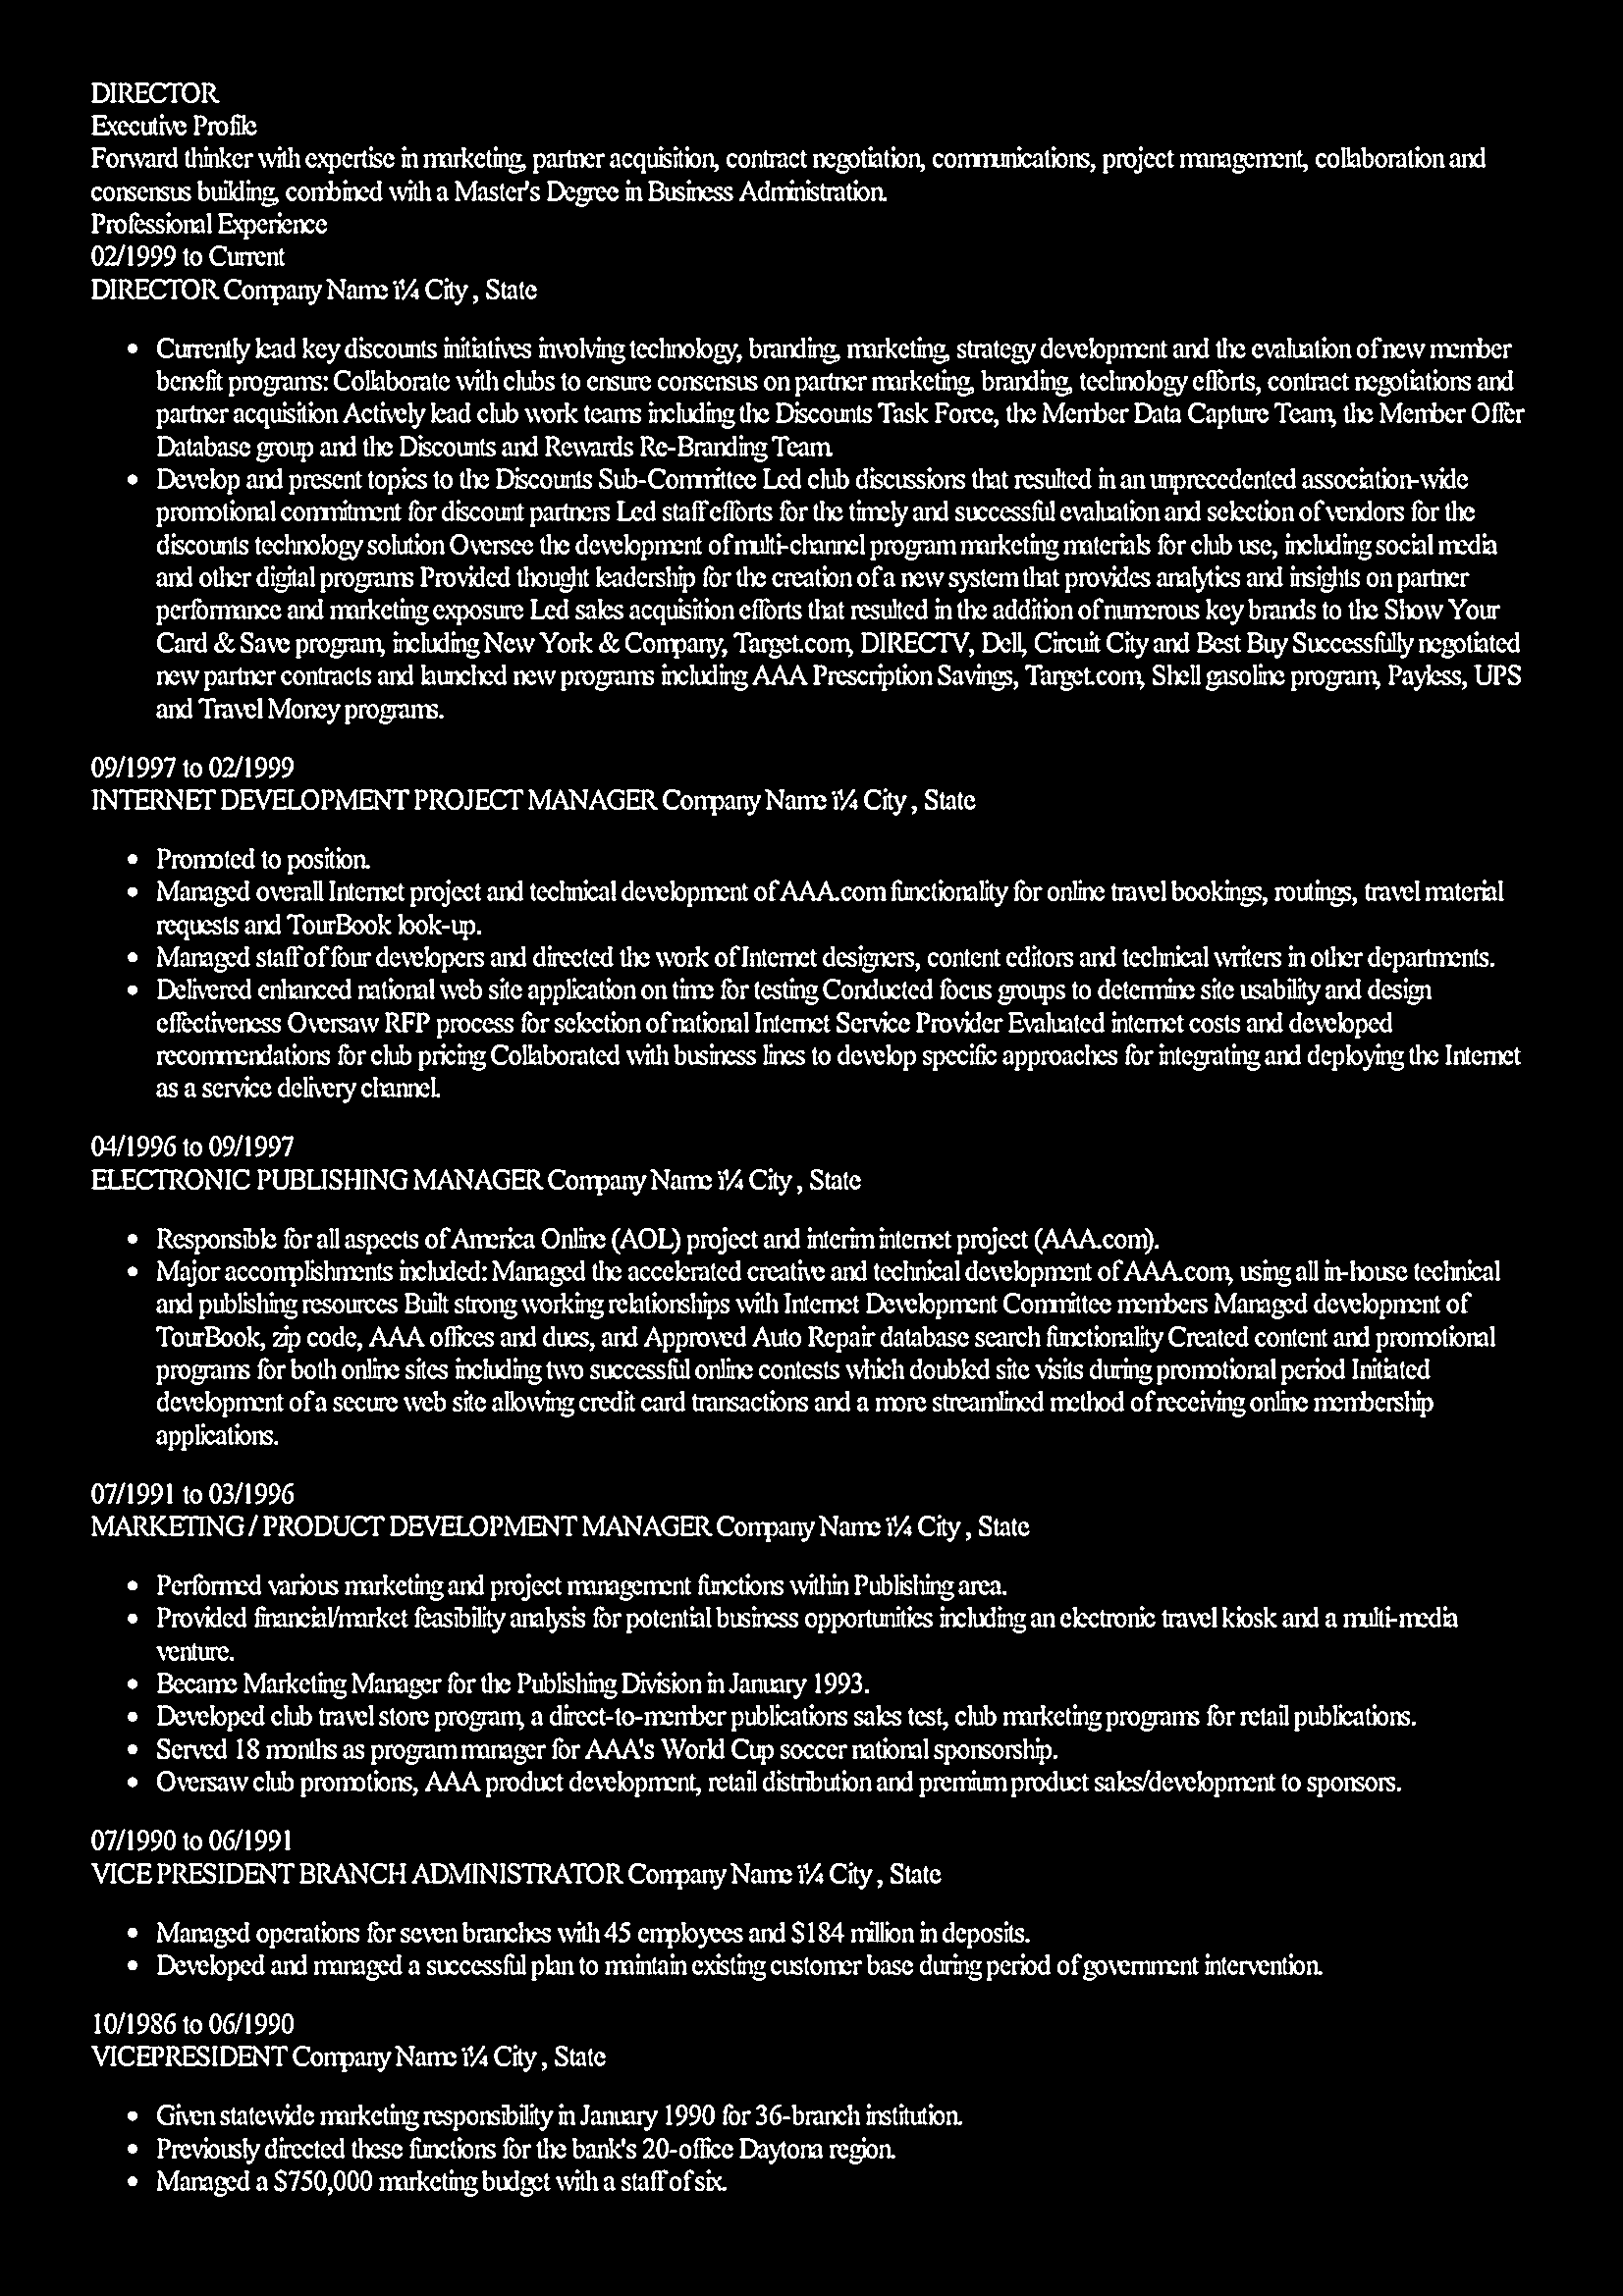 DIRECTOR
Executive Profile
Forward thinker with expertise in marketing, partner acquisition, contract negotiation, communications, project management, collaboration and
consensus building, combined with a Master's Degree in Business Administration.
Professional Experience
02/1999 to Current
DIRECTOR Company Name ï¼ City , State
• Currently lead key discounts initiatives involving technology, branding, marketing, strategy development and the evaluation of new member
benefit programs: Collaborate with clubs to ensure consensus on partner marketing, branding, technology efforts, contract negotiations and
partner acquisition Actively lead club work teams including the Discounts Task Force, the Member Data Capture Team, the Member Offer
Database group and the Discounts and Rewards Re-Branding Team.
• Develop and present topics to the Discounts Sub-Committee Led club discussions that resulted in an unprecedented association-wide
promotional commitment for discount partners Led staff efforts for the timely and successful evaluation and selection of vendors for the
discounts technology solution Oversee the development of multi-channel program marketing materials for club use, including social media
and other digital programs Provided thought leadership for the creation of a new system that provides analytics and insights on partner
performance and marketing exposure Led sales acquisition efforts that resulted in the addition of numerous key brands to the Show Your
Card & Save program, including New York & Company, Target.com, DIRECTV, Dell, Circuit City and Best Buy Successfully negotiated
new partner contracts and launched new programs including AAA Prescription Savings, Target.com, Shell gasoline program, Payless, UPS
and Travel Money programs.
09/1997 to 02/1999
INTERNET DEVELOPMENT PROJECT MANAGER Company Name ï¼ City , State
• Promoted to position.
• Managed overall Internet project and technical development of AAA.com functionality for online travel bookings, routings, travel material
requests and TourBook look-up.
• Managed staff of four developers and directed the work of Internet designers, content editors and technical writers in other departments.
• Delivered enhanced national web site application on time for testing Conducted focus groups to determine site usability and design
effectiveness Oversaw RFP process for selection of national Internet Service Provider Evaluated internet costs and developed
recommendations for club pricing Collaborated with business lines to develop specific approaches for integrating and deploying the Internet
as a service delivery channel.
04/1996 to 09/1997
ELECTRONIC PUBLISHING MANAGER Company Name ï¼ City , State
• Responsible for all aspects of America Online (AOL) project and interim internet project (AAA.com).
• Major accomplishments included: Managed the accelerated creative and technical development of AAA.com, using all in-house technical
and publishing resources Built strong working relationships with Internet Development Committee members Managed development of
TourBook, zip code, AAA offices and dues, and Approved Auto Repair database search functionality Created content and promotional
programs for both online sites including two successful online contests which doubled site visits during promotional period Initiated
development of a secure web site allowing credit card transactions and a more streamlined method of receiving online membership
applications.
07/1991 to 03/1996
MARKETING / PRODUCT DEVELOPMENT MANAGER Company Name ï¼ City , State
• Performed various marketing and project management functions within Publishing area.
• Provided financial/market feasibility analysis for potential business opportunities including an electronic travel kiosk and a multi-media
venture.
• Became Marketing Manager for the Publishing Division in January 1993.
• Developed club travel store program, a direct-to-member publications sales test, club marketing programs for retail publications.
• Served 18 months as program manager for AAA's World Cup soccer national sponsorship.
• Oversaw club promotions, AAA product development, retail distribution and premium product sales/development to sponsors.
07/1990 to 06/1991
VICE PRESIDENT BRANCH ADMINISTRATOR Company Name ï¼ City , State
• Managed operations for seven branches with 45 employees and $184 million in deposits.
• Developed and managed a successful plan to maintain existing customer base during period of government intervention.
10/1986 to 06/1990
VICEPRESIDENT Company Name ï¼ City , State
• Given statewide marketing responsibility in January 1990 for 36-branch institution.
• Previously directed these functions for the bank's 20-office Daytona region.
• Managed a $750,000 marketing budget with a staff of six.